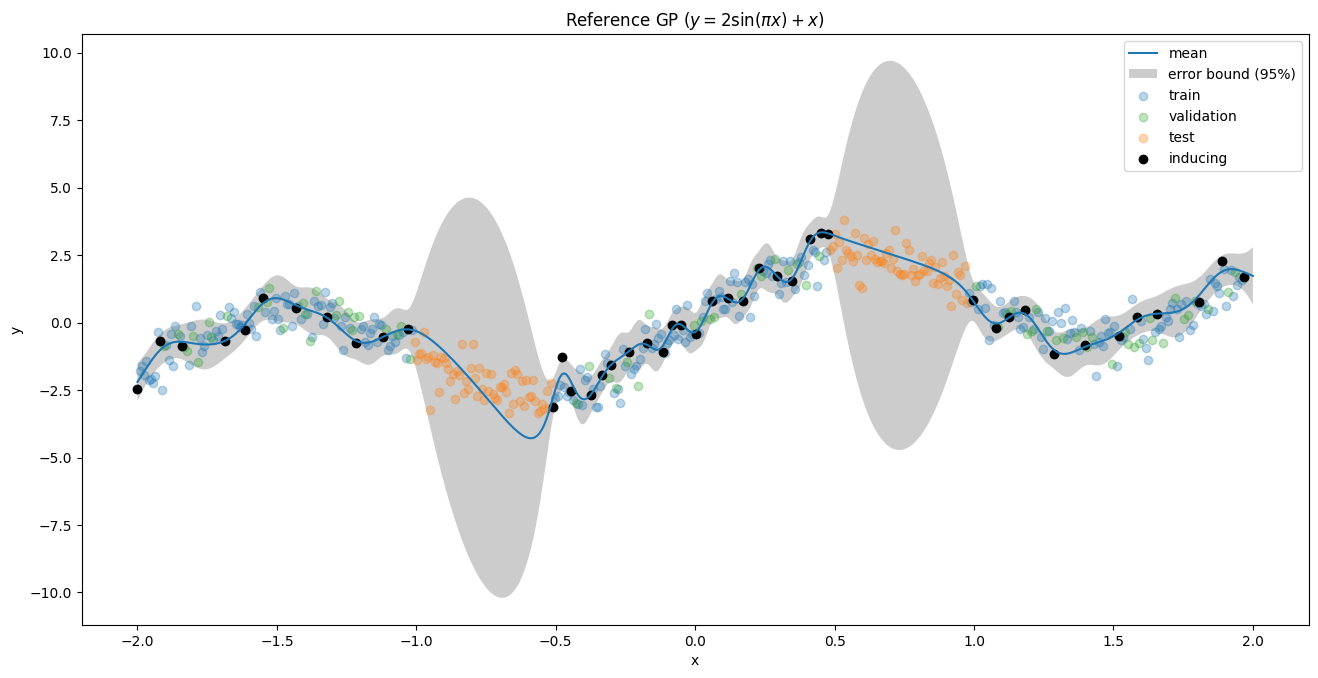 Reference GP (y = 2sin(πx) + x)
mean
error bound (95%)
train
validation
test
inducing
10.0
7.5
5.0
2.5
0.0
−2.5
−5.0
−7.5
−10.0
y
−2.0 −1.5 −1.0 −0.5 0.0 0.5 1.0 1.5 2.0
x